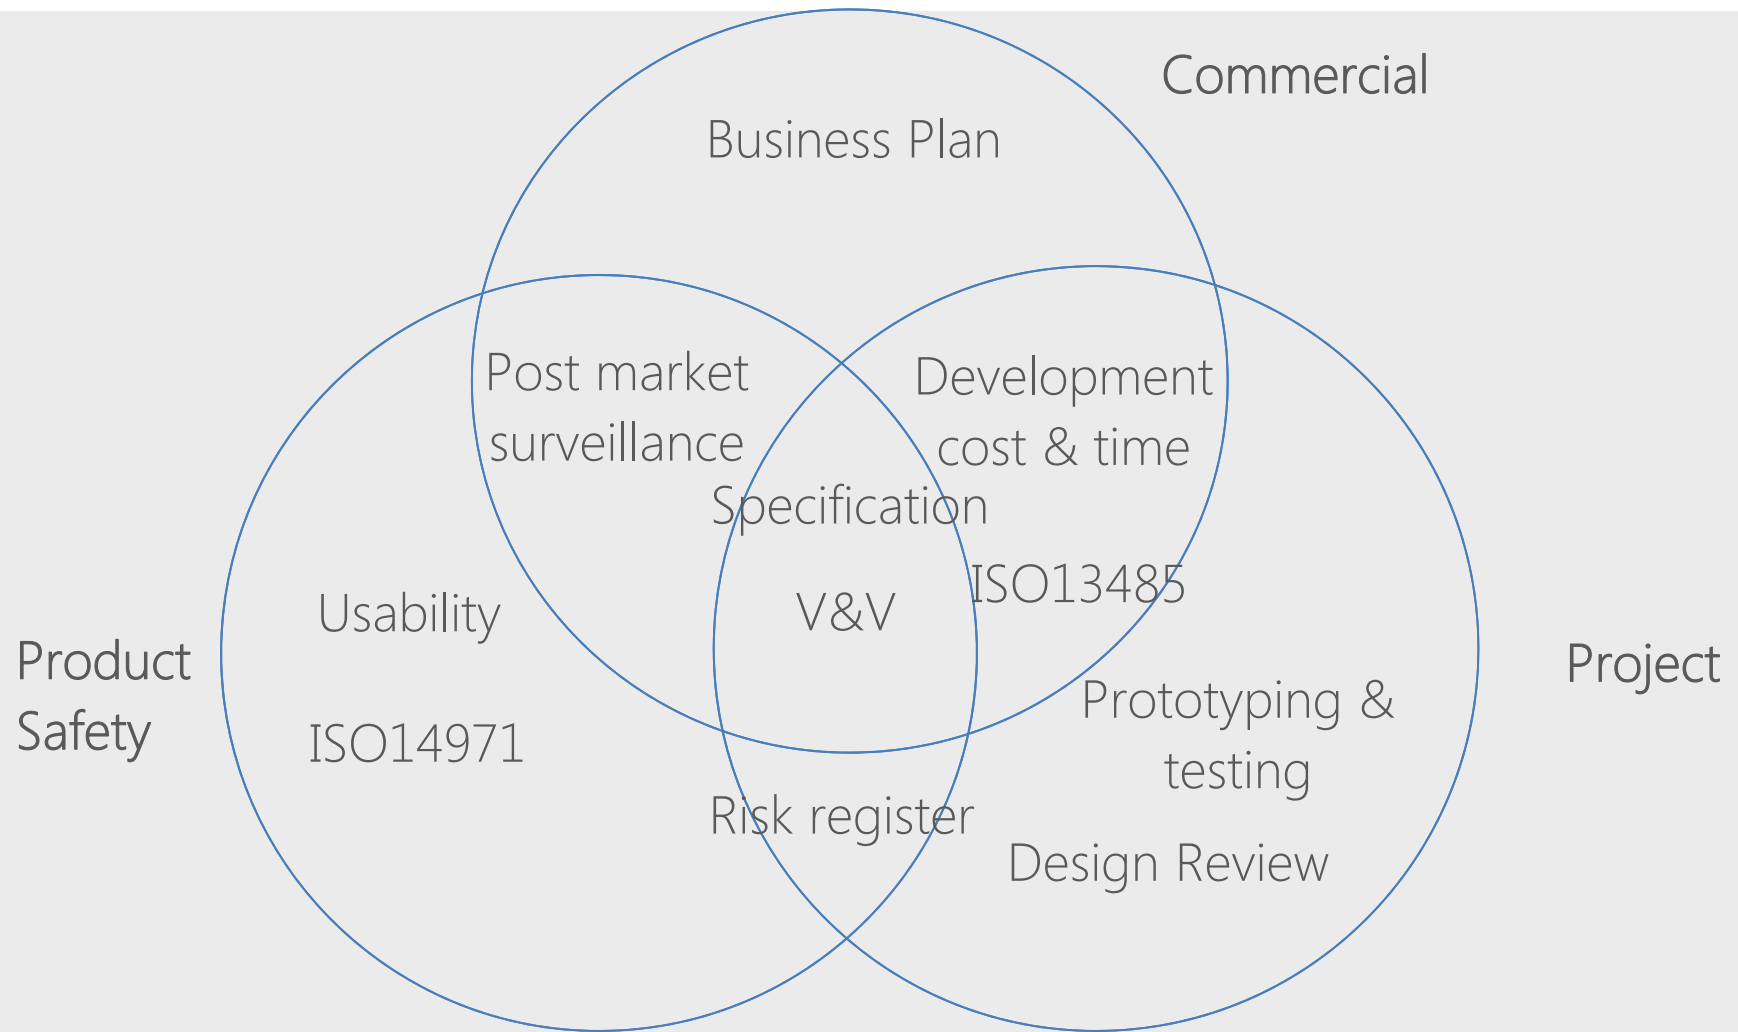 Commercial
Business Plan
Post market
surveillance
Development
cost & time
Specification
ISO13485
V&V
Usability
Product
Safety
Project
ISO14971
Prototyping &
testing
Risk register
Design Review